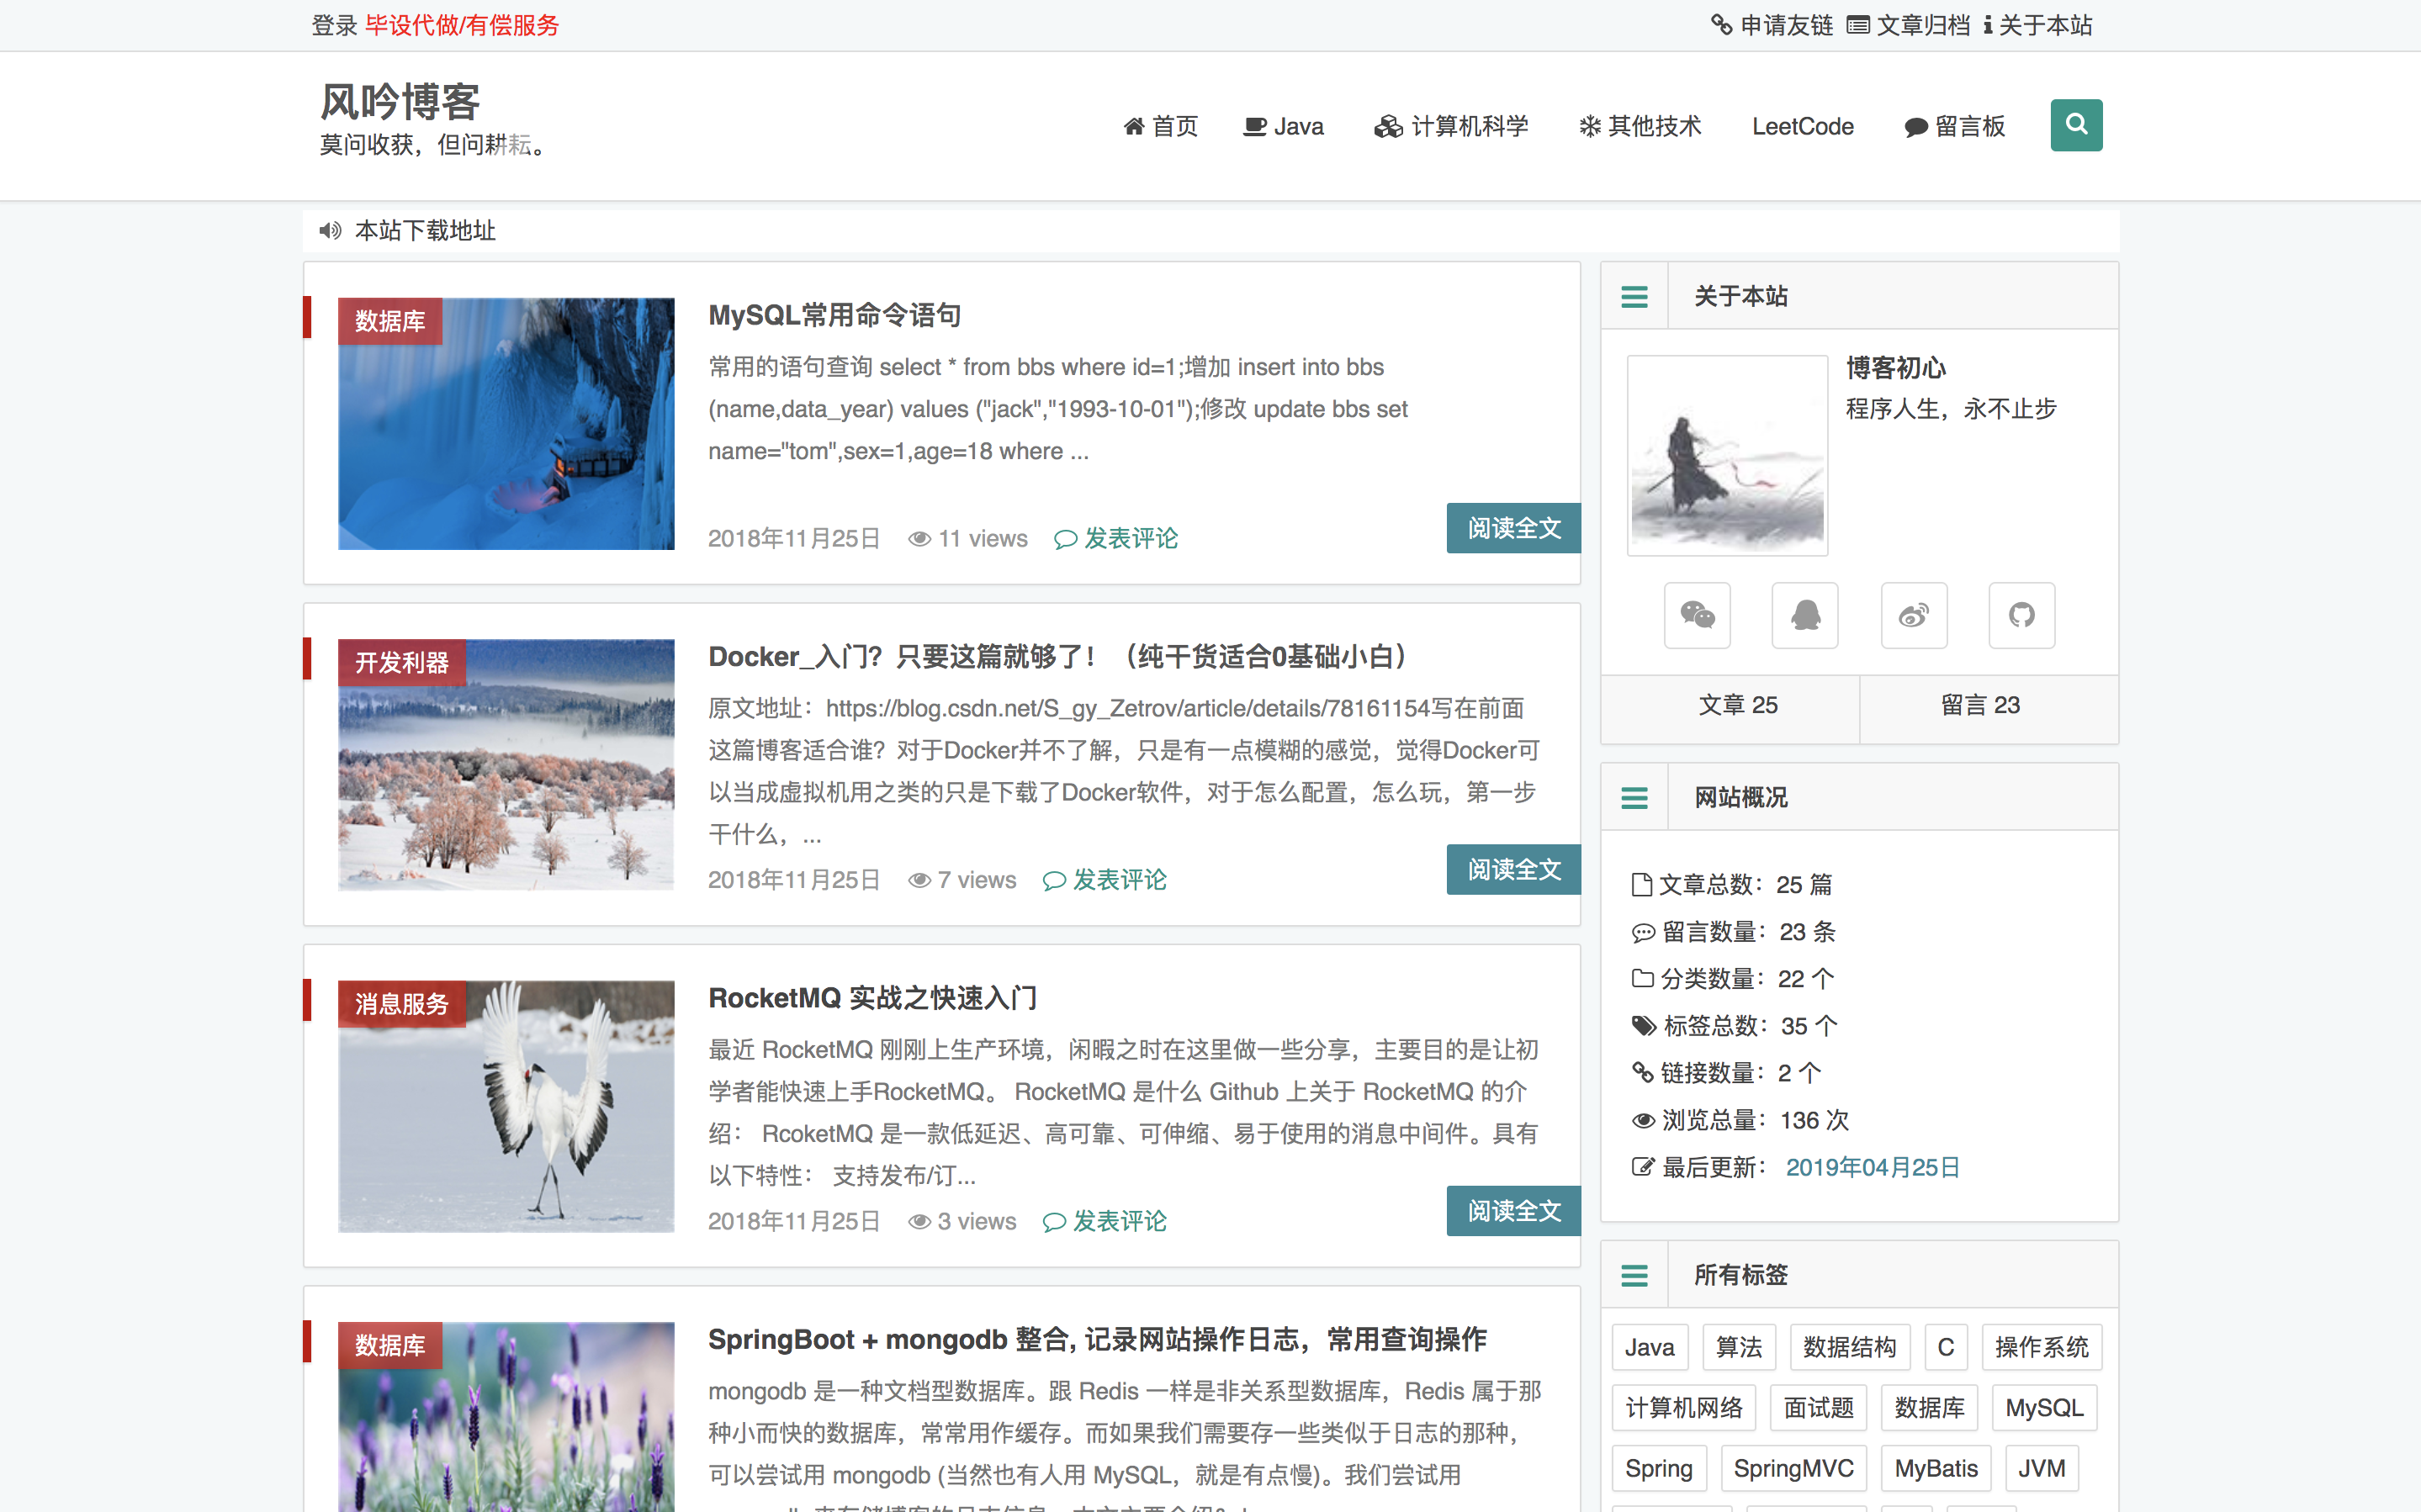 登录 毕设代做/有偿服务
申请友链 文章归档 关于本站
风吟博客
莫问收获，但问耕耘。
首页 Java 计算机科学 其他技术 LeetCode 留言板
本站下载地址
数据库
MySQL常用命令语句
常用的语句查询 select * from bbs where id=1;增加 insert into bbs
(name,data_year) values ("jack","1993-10-01");修改 update bbs set
name="tom",sex=1,age=18 where ...
2018年11月25日 11 views 发表评论
阅读全文
开发利器
Docker_入门？只要这篇就够了！（纯干货适合0基础小白）
原文地址：https://blog.csdn.net/S_gy_Zetrov/article/details/78161154写在前面
这篇博客适合谁？对于Docker并不了解，只是有一点模糊的感觉，觉得Docker可
以当成虚拟机用之类的只是下载了Docker软件，对于怎么配置，怎么玩，第一步
干什么，...
2018年11月25日 7 views 发表评论
阅读全文
消息服务
RocketMQ 实战之快速入门
最近 RocketMQ 刚刚上生产环境，闲暇之时在这里做一些分享，主要目的是让初
学者能快速上手RocketMQ。 RocketMQ 是什么 Github 上关于 RocketMQ 的介
绍： RcoketMQ 是一款低延迟、高可靠、可伸缩、易于使用的消息中间件。具有
以下特性： 支持发布/订...
2018年11月25日 3 views 发表评论
阅读全文
数据库
SpringBoot + mongodb 整合, 记录网站操作日志，常用查询操作
mongodb 是一种文档型数据库。跟 Redis 一样是非关系型数据库，Redis 属于那
种小而快的数据库，常常用作缓存。而如果我们需要存一些类似于日志的那种，
可以尝试用 mongodb (当然也有人用 MySQL，就是有点慢)。我们尝试用
关于本站
博客初心
程序人生，永不止步
文章 25 留言 23
网站概况
文章总数：25 篇
留言数量：23 条
分类数量：22 个
标签总数：35 个
链接数量：2 个
浏览总量：136 次
最后更新： 2019年04月25日
所有标签
Java 算法 数据结构 C 操作系统
计算机网络 面试题 数据库 MySQL
Spring SpringMVC MyBatis JVM